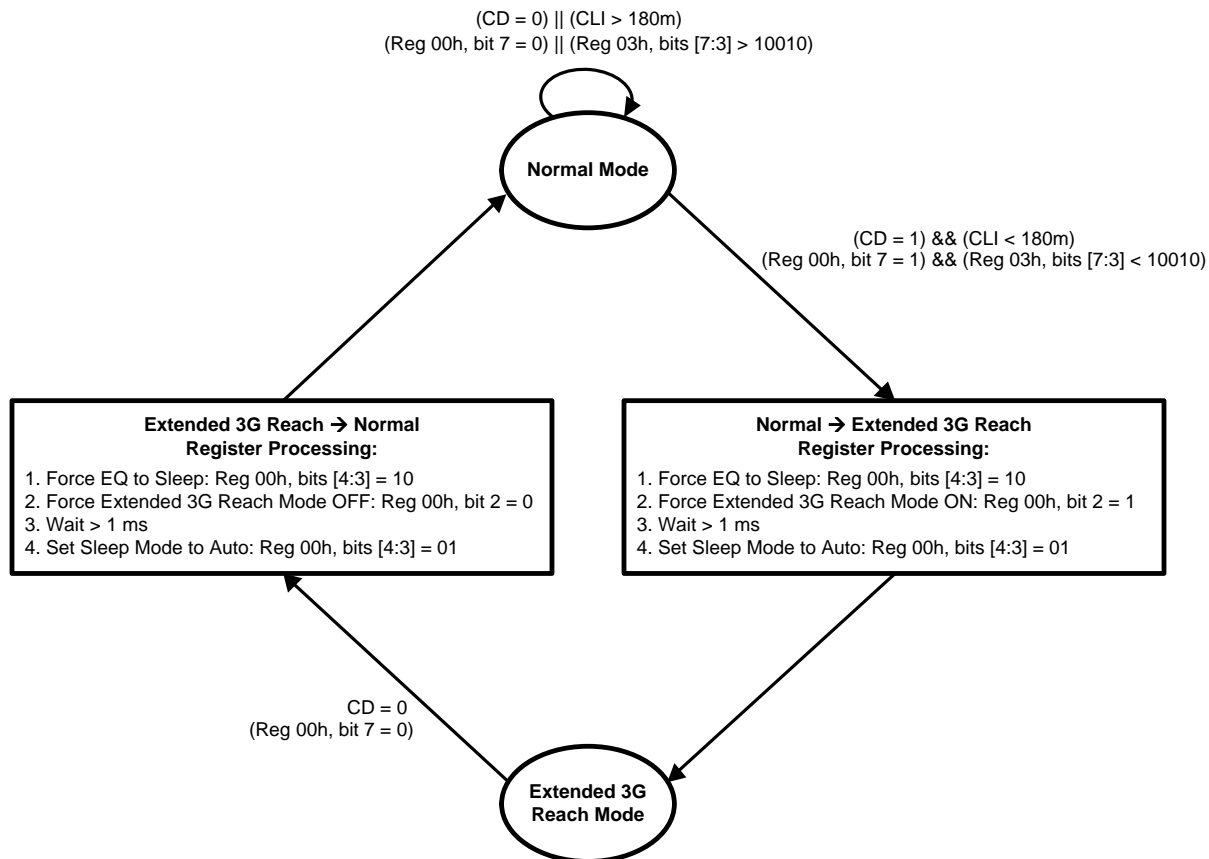 (CD = 0) || (CLI > 180m)
(Reg 00h, bit 7 = 0) || (Reg 03h, bits [7:3] > 10010)
Normal Mode
(CD = 1) && (CLI < 180m)
(Reg 00h, bit 7 = 1) && (Reg 03h, bits [7:3] < 10010)
Extended 3G Reach → Normal
Register Processing:
1. Force EQ to Sleep: Reg 00h, bits [4:3] = 10
2. Force Extended 3G Reach Mode OFF: Reg 00h, bit 2 = 0
3. Wait > 1 ms
4. Set Sleep Mode to Auto: Reg 00h, bits [4:3] = 01
Normal → Extended 3G Reach
Register Processing:
1. Force EQ to Sleep: Reg 00h, bits [4:3] = 10
2. Force Extended 3G Reach Mode ON: Reg 00h, bit 2 = 1
3. Wait > 1 ms
4. Set Sleep Mode to Auto: Reg 00h, bits [4:3] = 01
CD = 0
(Reg 00h, bit 7 = 0)
Extended 3G
Reach Mode